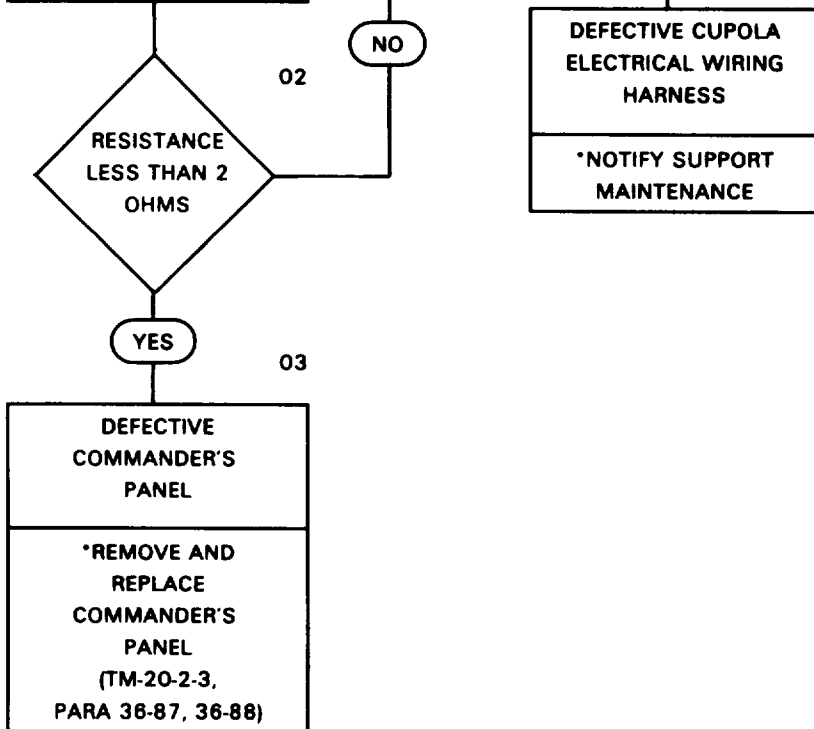 NO
02
RESISTANCE
LESS THAN 2
OHMS
YES
03
DEFECTIVE
COMMANDER'S
PANEL
*REMOVE AND
REPLACE
COMMANDER'S
PANEL
(TM-20-2-3,
PARA 36-87, 36-88)
DEFECTIVE CUPOLA
ELECTRICAL WIRING
HARNESS
*NOTIFY SUPPORT
MAINTENANCE